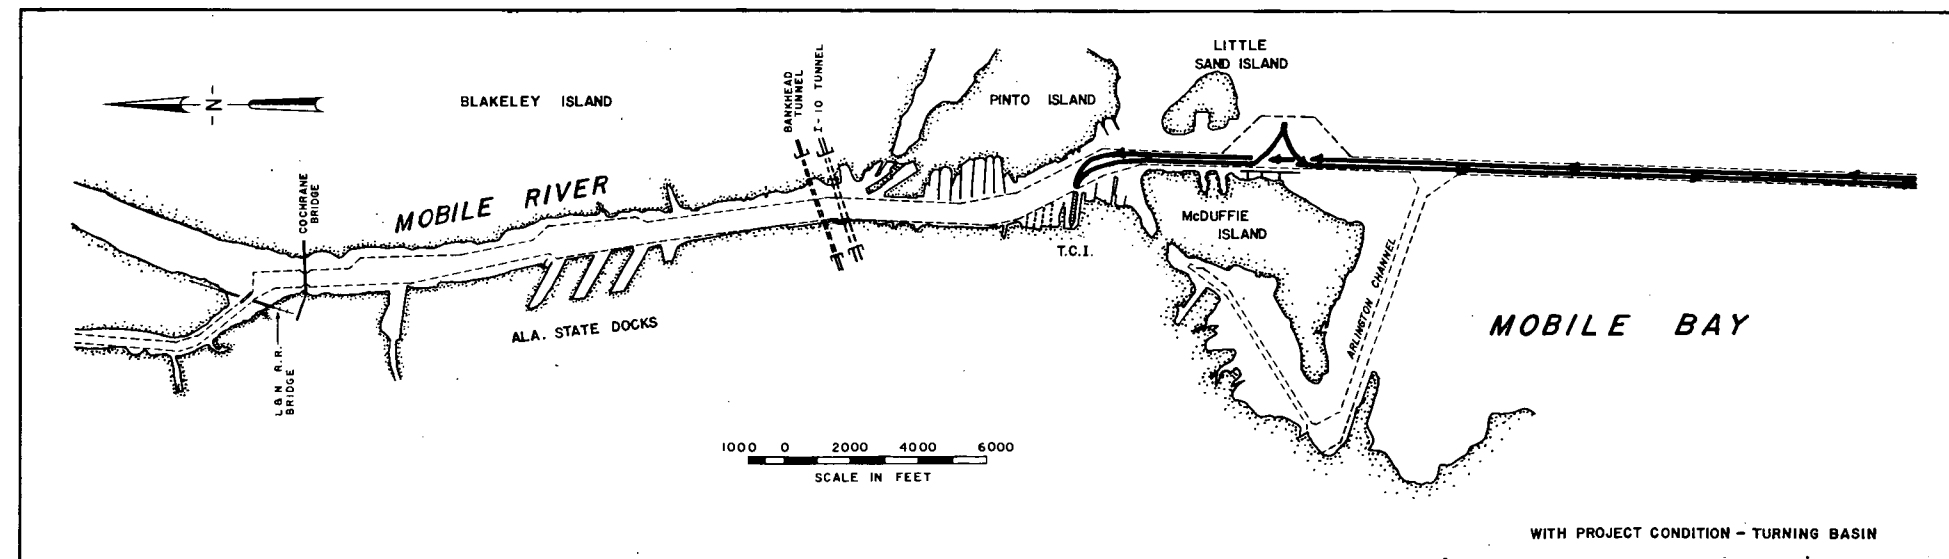 LITTLE
SAND ISLAND
-N-
BLAKELEY ISLAND
BANKHEAD
TUNNEL
I-10 TUNNEL
PINTO ISLAND
COCHRANE
BRIDGE
MOBILE RIVER
McDUFFIE
ISLAND
T.C.I.
ARLINGTON CHANNEL
MOBILE BAY
ALA. STATE DOCKS
L & N R.R.
BRIDGE
1000 0 2000 4000 6000
SCALE IN FEET
WITH PROJECT CONDITION - TURNING BASIN